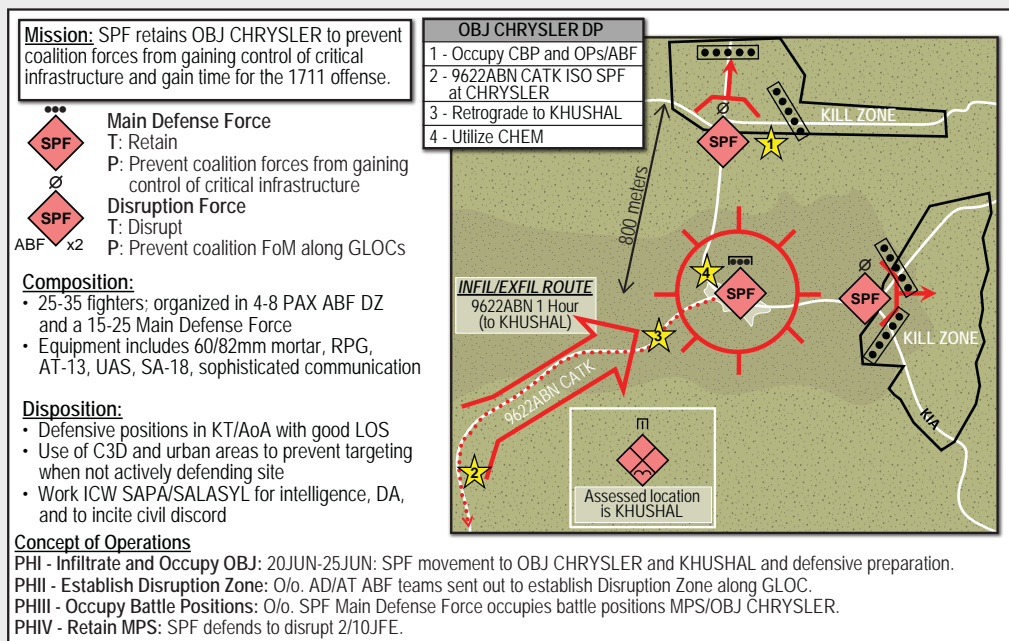 Mission: SPF retains OBJ CHRYSLER to prevent
coalition forces from gaining control of critical
infrastructure and gain time for the 1711 offense.
SPF
Main Defense Force
T: Retain
P: Prevent coalition forces from gaining
control of critical infrastructure
Ø
SPF
ABF
x2
Disruption Force
T: Disrupt
P: Prevent coalition FoM along GLOCs
Composition:
• 25-35 fighters; organized in 4-8 PAX ABF DZ
and a 15-25 Main Defense Force
• Equipment includes 60/82mm mortar, RPG,
AT-13, UAS, SA-18, sophisticated communication
Disposition:
• Defensive positions in KT/AoA with good LOS
• Use of C3D and urban areas to prevent targeting
when not actively defending site
• Work ICW SAPA/SALASYL for intelligence, DA,
and to incite civil discord
OBJ CHRYSLER DP
1 - Occupy CBP and OPs/ABF
2 - 9622ABN CATK ISO SPF
at CHRYSLER
3 - Retrograde to KHUSHAL
4 - Utilize CHEM
KILL ZONE
Ø
SPF
1
800 meters
4
SPF
Ø
SPF
KILL ZONE
KIA
INFIL/EXFIL ROUTE
9622ABN 1 Hour
(to KHUSHAL)
3
9622ABN CATK
2
E
Assessed location
is KHUSHAL
Concept of Operations
PHI - Infiltrate and Occupy OBJ: 20JUN-25JUN: SPF movement to OBJ CHRYSLER and KHUSHAL and defensive preparation.
PHII - Establish Disruption Zone: O/o. AD/AT ABF teams sent out to establish Disruption Zone along GLOC.
PHIII - Occupy Battle Positions: O/o. SPF Main Defense Force occupies battle positions MPS/OBJ CHRYSLER.
PHIV - Retain MPS: SPF defends to disrupt 2/10JFE.